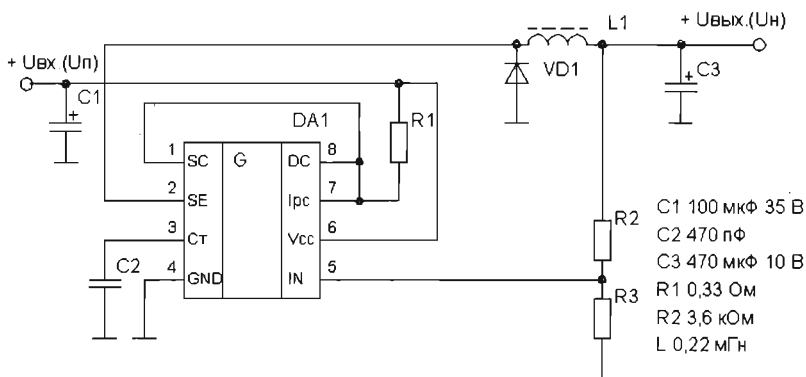 L1
+ Uвых.(Uн)
+ Uвх (Uп)
C1
+
VD1
+
C3
DA1
R1
1
SC
G
DC
8
2
SE
Ipc
7
3
CT
Vcc
6
4
GND
IN
5
C2
R2
R3
C1 100 мкФ 35 В
C2 470 пФ
C3 470 мкФ 10 В
R1 0,33 Ом
R2 3,6 кОм
L 0,22 мГн